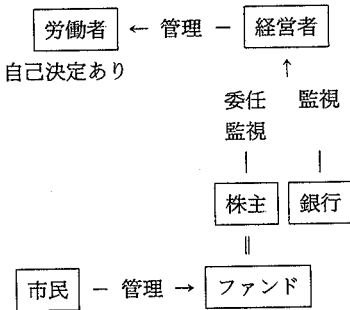 労働者 ← 管理 － 経営者
自己決定あり ↑
委任 監視
監視
｜ ｜
株主 銀行
‖
市民 － 管理 → ファンド